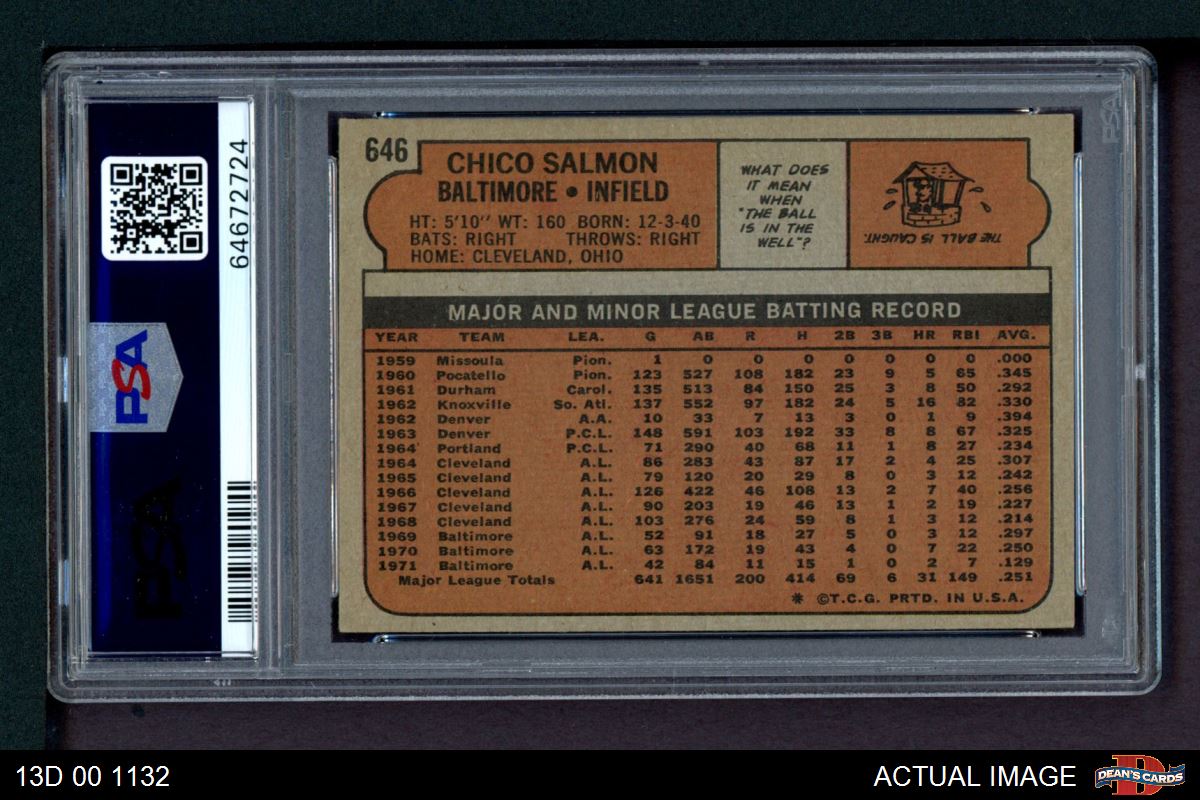 64672724
PSA
PSA
PSA
646
CHICO SALMON
BALTIMORE • INFIELD
HT: 5'10" WT: 160 BORN: 12-3-40
BATS: RIGHT THROWS: RIGHT
HOME: CLEVELAND, OHIO
WHAT DOES
IT MEAN
WHEN
"THE BALL
IS IN THE
WELL"?
THE BALL IS CAUGHT.
MAJOR AND MINOR LEAGUE BATTING RECORD
YEAR TEAM LEA. G AB R H 2B 3B HR RBI AVG.
1959 Missoula Pion. 1 0 0 0 0 0 0 0 .000
1960 Pocatello Pion. 123 527 108 182 23 9 5 65 .345
1961 Durham Carol. 135 513 84 150 25 3 8 50 .292
1962 Knoxville So. Atl. 137 552 97 182 24 5 16 82 .330
1962 Denver A.A. 10 33 7 13 3 0 1 9 .394
1963 Denver P.C.L. 148 591 103 192 33 8 8 67 .325
1964 Portland P.C.L. 71 290 40 68 11 1 8 27 .234
1964 Cleveland A.L. 86 283 43 87 17 2 4 25 .307
1965 Cleveland A.L. 79 120 20 29 8 0 3 12 .242
1966 Cleveland A.L. 126 422 46 108 13 2 7 40 .256
1967 Cleveland A.L. 90 203 19 46 13 1 2 19 .227
1968 Cleveland A.L. 103 276 24 59 8 1 3 12 .214
1969 Baltimore A.L. 52 91 18 27 5 0 3 12 .297
1970 Baltimore A.L. 63 172 19 43 4 0 7 22 .250
1971 Baltimore A.L. 42 84 11 15 1 0 2 7 .129
Major League Totals 641 1651 200 414 69 6 31 149 .251
* ©T.C.G. PRTD. IN U.S.A.
13D 00 1132
ACTUAL IMAGE
DEAN'S CARDS